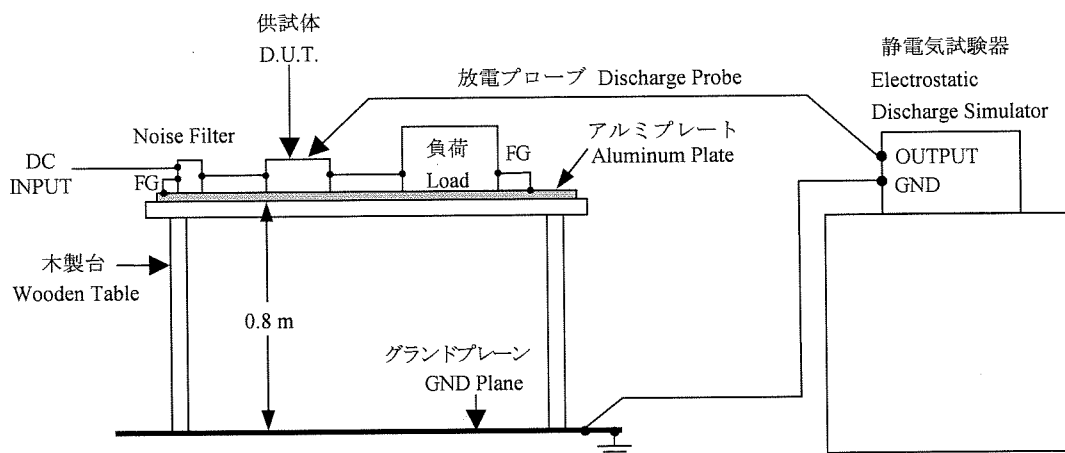 供試体
D.U.T.
静電気試験器
Electrostatic
Discharge Simulator
放電プローブ Discharge Probe
Noise Filter
アルミプレート
Aluminum Plate
負荷
Load
FG
DC
INPUT
FG
OUTPUT
GND
木製台
Wooden Table
0.8 m
グランドプレーン
GND Plane